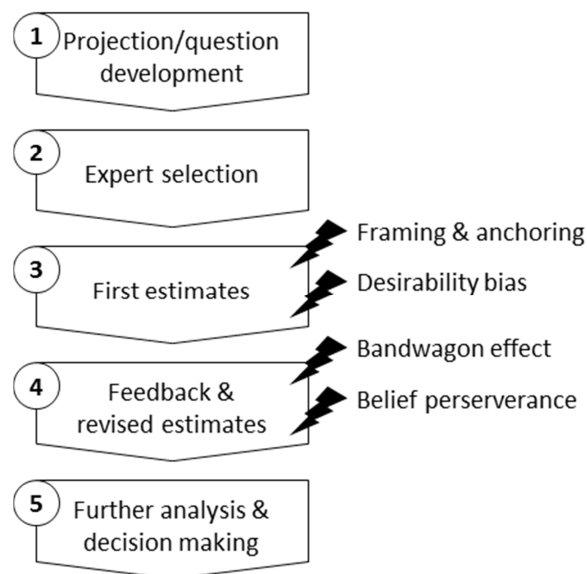 1
Projection/question
development
2
Expert selection
3
First estimates
Framing & anchoring
Desirability bias
4
Feedback &
revised estimates
Bandwagon effect
Belief perserverance
5
Further analysis &
decision making